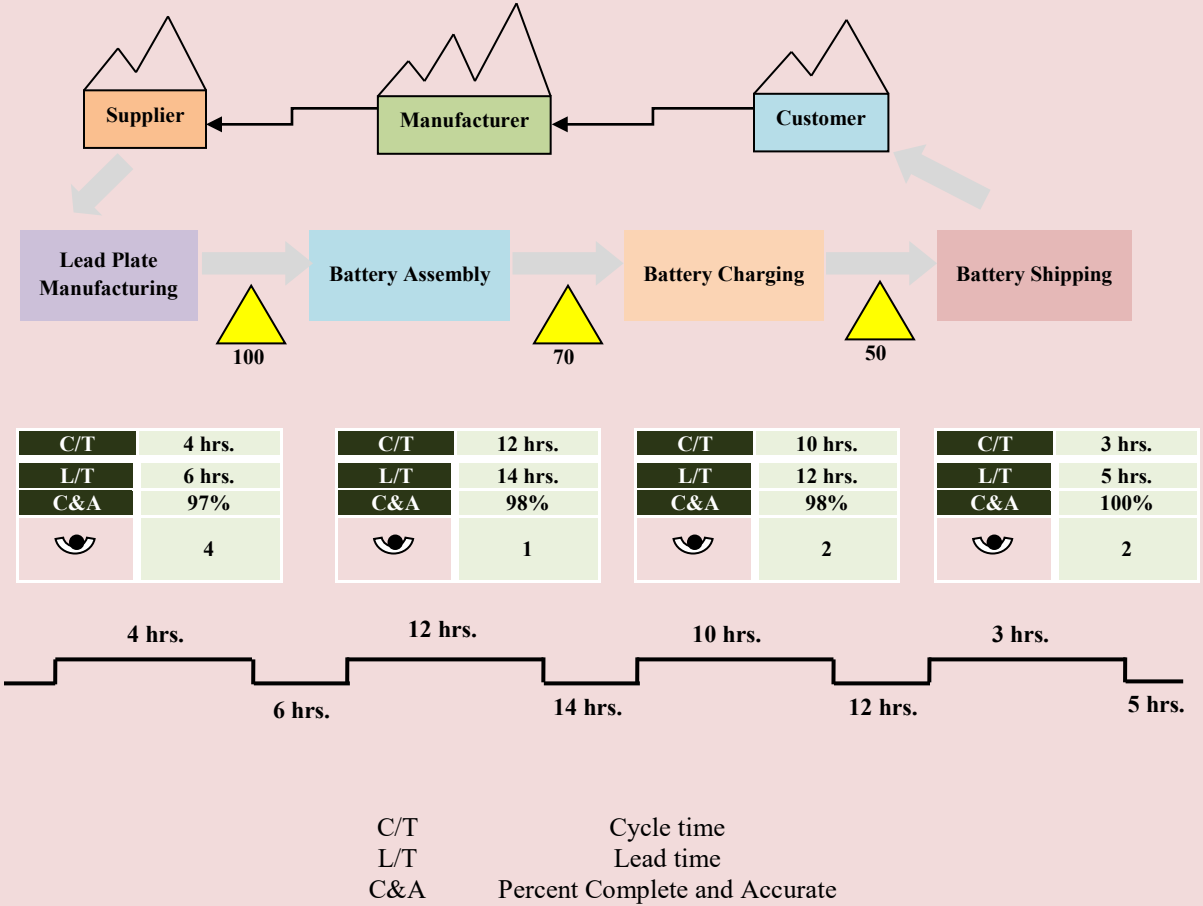 Supplier
Manufacturer
Customer
Lead Plate
Manufacturing
Battery Assembly
Battery Charging
Battery Shipping
100
70
50
C/T 4 hrs.
L/T 6 hrs.
C&A 97%
4
C/T 12 hrs.
L/T 14 hrs.
C&A 98%
1
C/T 10 hrs.
L/T 12 hrs.
C&A 98%
2
C/T 3 hrs.
L/T 5 hrs.
C&A 100%
2
4 hrs.
12 hrs.
10 hrs.
3 hrs.
6 hrs.
14 hrs.
12 hrs.
5 hrs.
C/T Cycle time
L/T Lead time
C&A Percent Complete and Accurate